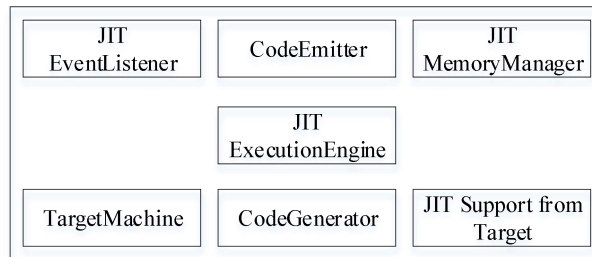 JIT
EventListener
CodeEmitter
JIT
MemoryManager
JIT
ExecutionEngine
TargetMachine
CodeGenerator
JIT Support from
Target